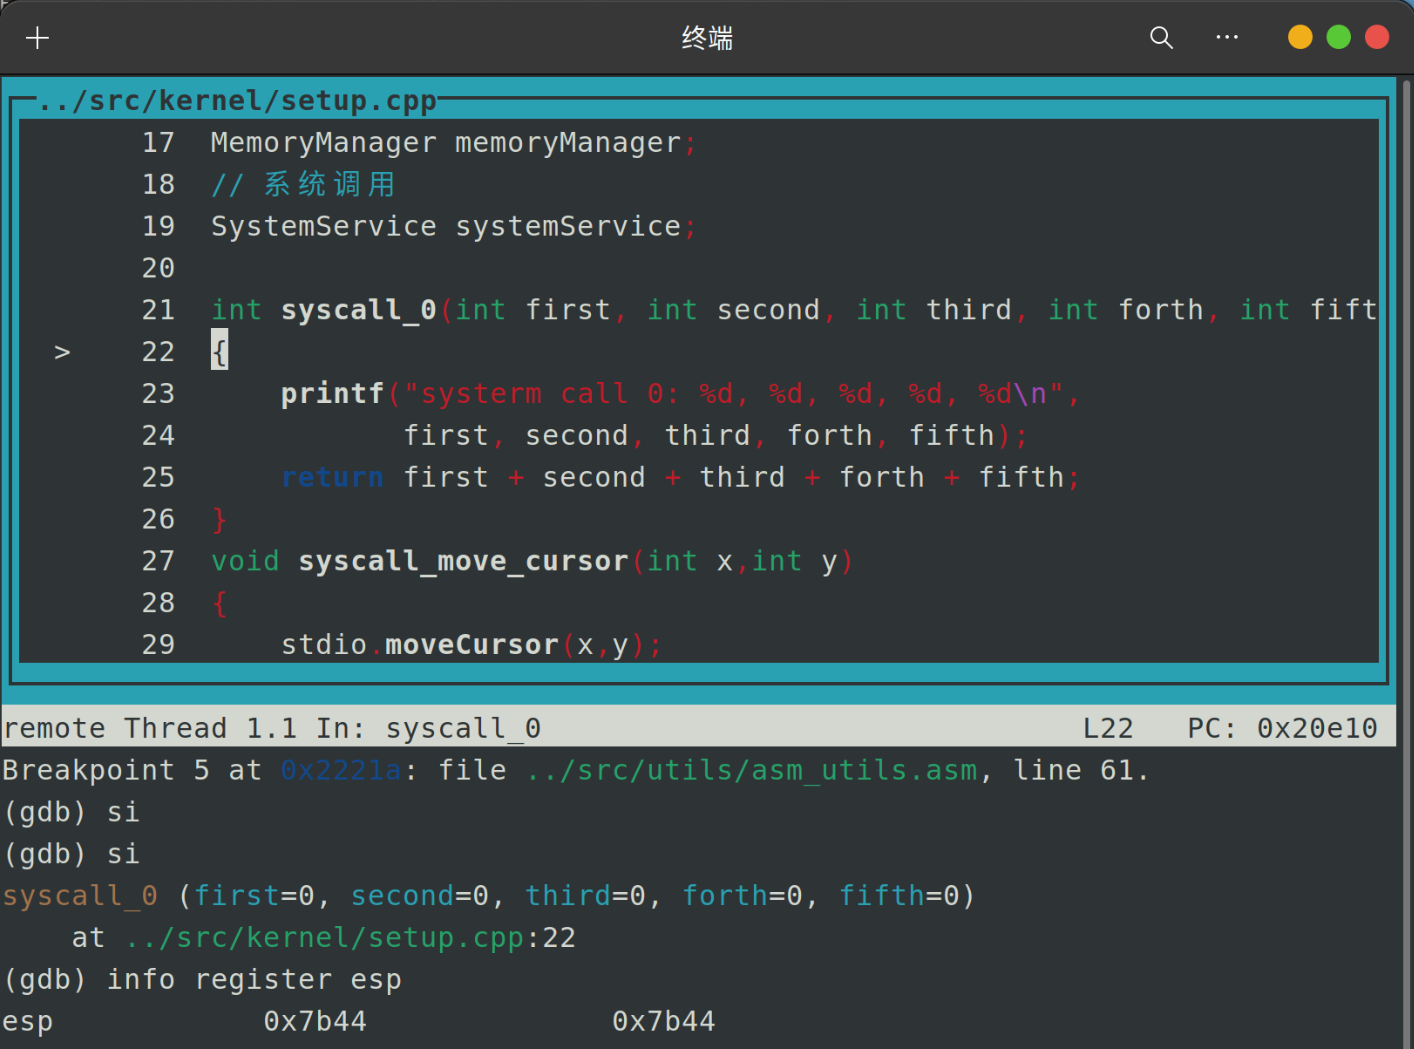 终端
../src/kernel/setup.cpp
17 MemoryManager memoryManager;
18 // 系统调用
19 SystemService systemService;
20
21 int syscall_0(int first, int second, int third, int forth, int fift
> 22 {
23 printf("systerm call 0: %d, %d, %d, %d, %d\n",
24 first, second, third, forth, fifth);
25 return first + second + third + forth + fifth;
26 }
27 void syscall_move_cursor(int x,int y)
28 {
29 stdio.moveCursor(x,y);
remote Thread 1.1 In: syscall_0 L22 PC: 0x20e10
Breakpoint 5 at 0x2221a: file ../src/utils/asm_utils.asm, line 61.
(gdb) si
(gdb) si
syscall_0 (first=0, second=0, third=0, forth=0, fifth=0)
at ../src/kernel/setup.cpp:22
(gdb) info register esp
esp 0x7b44 0x7b44